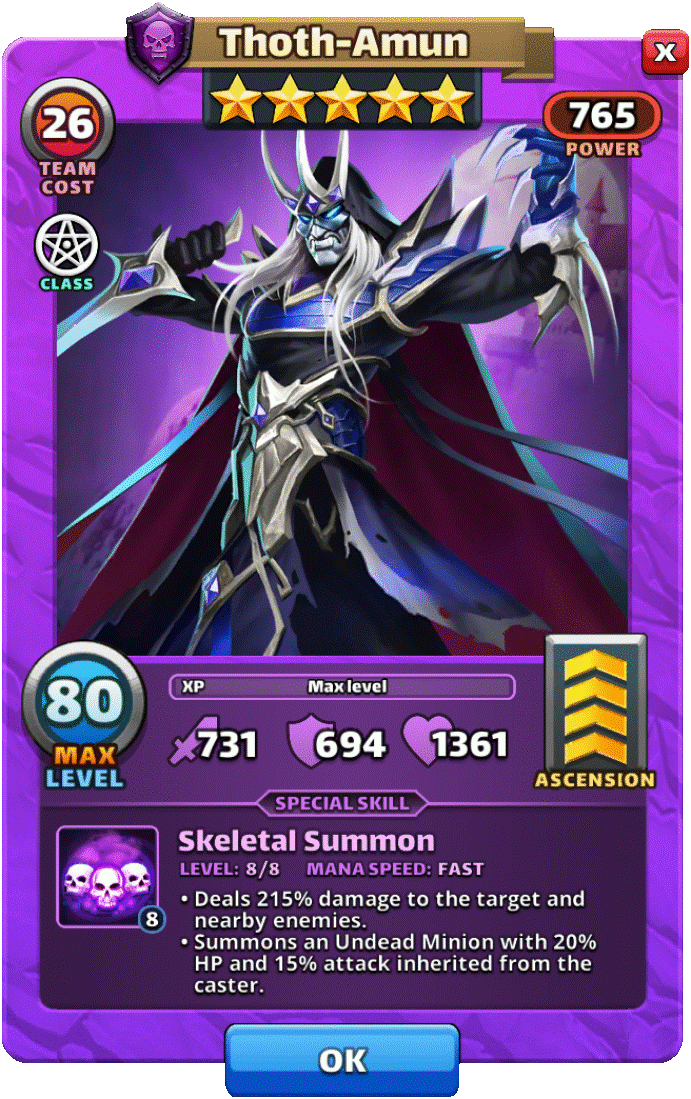 Thoth-Amun
X
26
TEAM
COST
765
POWER
CLASS
80
MAX
LEVEL
XP Max level
731 694 1361
ASCENSION
SPECIAL SKILL
Skeletal Summon
LEVEL: 8/8 MANA SPEED: FAST
8
• Deals 215% damage to the target and
nearby enemies.
• Summons an Undead Minion with 20%
HP and 15% attack inherited from the
caster.
OK